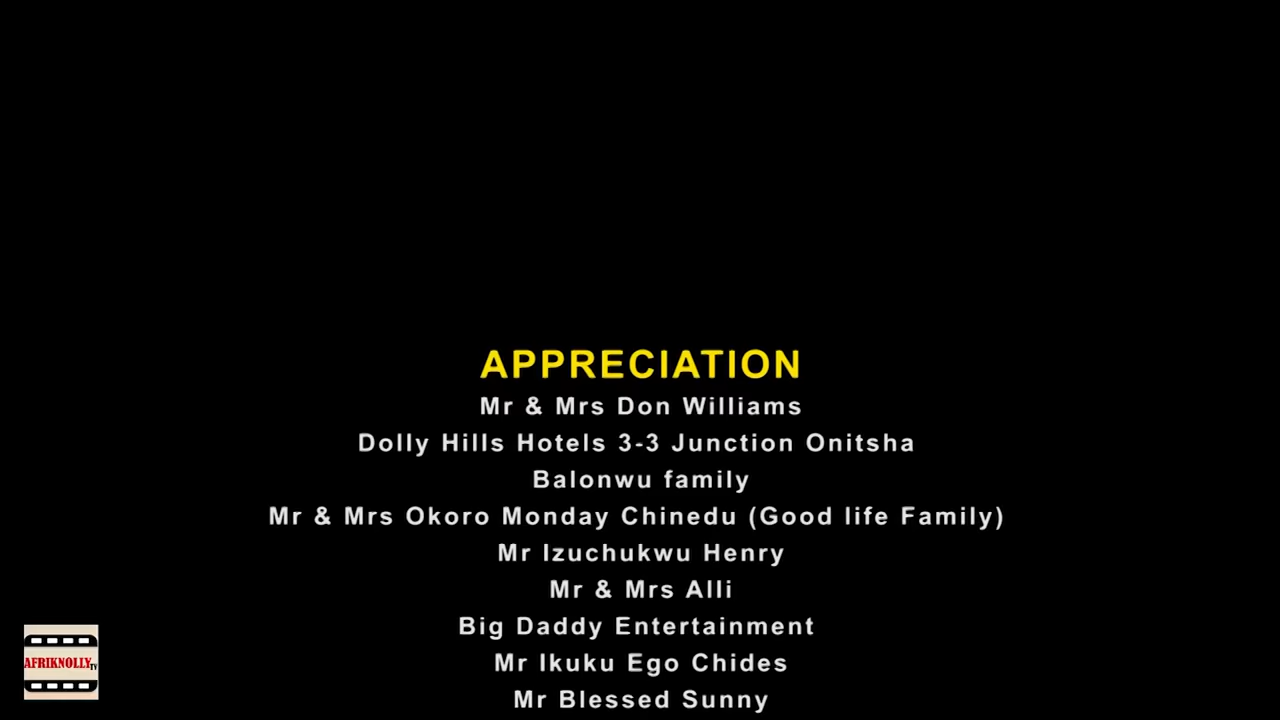 APPRECIATION
Mr & Mrs Don Williams
Dolly Hills Hotels 3-3 Junction Onitsha
Balonwu family
Mr & Mrs Okoro Monday Chinedu (Good life Family)
Mr Izuchukwu Henry
Mr & Mrs Alli
Big Daddy Entertainment
Mr Ikuku Ego Chides
Mr Blessed Sunny
AFRIKNOLLY TV